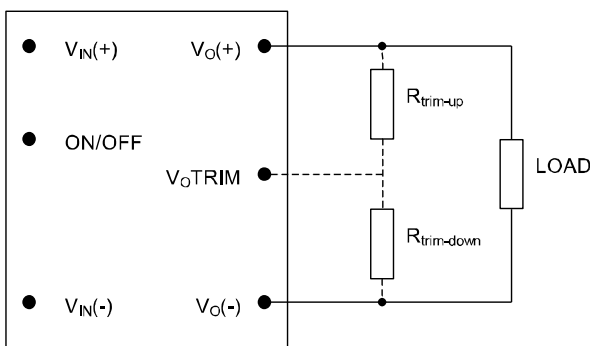 V_IN(+) V_O(+)
R_trim-up
ON/OFF
LOAD
V_OTRIM
R_trim-down
V_IN(-) V_O(-)